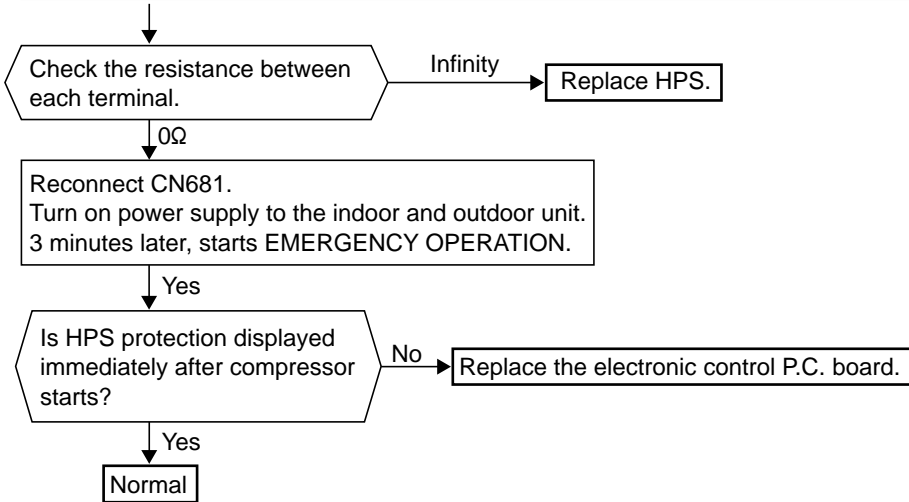 Check the resistance between
each terminal.
Infinity
Replace HPS.
0Ω
Reconnect CN681.
Turn on power supply to the indoor and outdoor unit.
3 minutes later, starts EMERGENCY OPERATION.
Yes
Is HPS protection displayed
immediately after compressor
starts?
No
Replace the electronic control P.C. board.
Yes
Normal